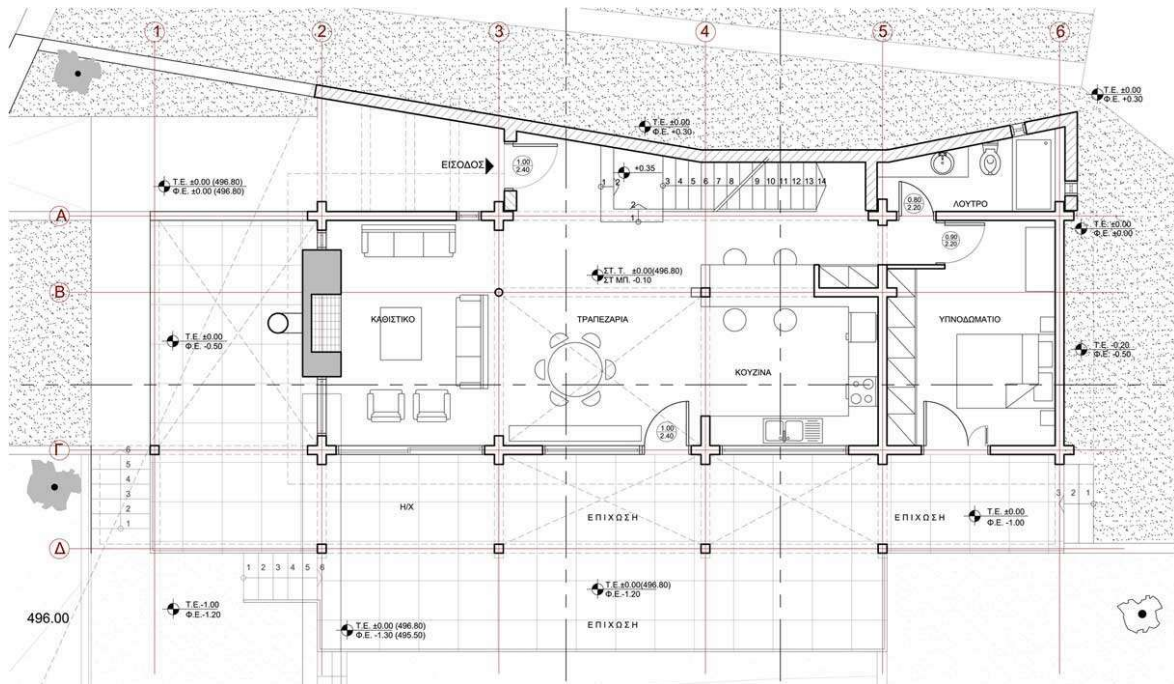 1 2 3 4 5 6
Τ.Ε. ±0.00
Φ.Ε. +0.30
Τ.Ε. ±0.00
Φ.Ε. +0.30
ΕΙΣΟΔΟΣ
1.00
2.40
+0.35
Τ.Ε. ±0.00 (496.80)
Φ.Ε. ±0.00 (496.80)
1 2 3 4 5 6 7 8 9 10 11 12 13 14
2
1
0.80
2.20
ΛΟΥΤΡΟ
Α
Τ.Ε. ±0.00
Φ.Ε. ±0.00
0.90
2.20
ΣΤ. Τ. ±0.00(496.80)
ΣΤ ΜΠ. -0.10
Β
ΚΑΘΙΣΤΙΚΟ
ΤΡΑΠΕΖΑΡΙΑ
ΥΠΝΟΔΩΜΑΤΙΟ
Τ.Ε. ±0.00
Φ.Ε. -0.50
Τ.Ε. -0.20
Φ.Ε. -0.50
ΚΟΥΖΙΝΑ
1.00
2.40
Γ
6
5
4
3
2
1
3 2 1
Η/Χ
ΕΠΙΧΩΣΗ
ΕΠΙΧΩΣΗ
Τ.Ε. ±0.00
Φ.Ε. -1.00
Δ
1 2 3 4 5 6
Τ.Ε.±0.00(496.80)
Φ.Ε.-1.20
496.00
Τ.Ε.-1.00
Φ.Ε.-1.20
Τ.Ε. ±0.00 (496.80)
Φ.Ε. -1.30 (495.50)
ΕΠΙΧΩΣΗ